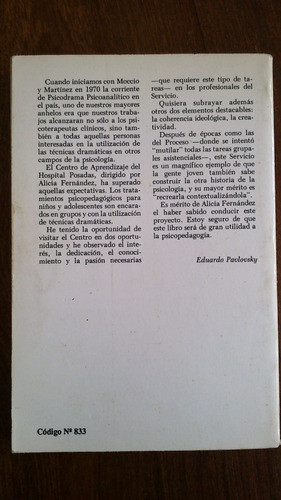 Cuando iniciamos con Moccio
y Martínez en 1970 la corriente
de Psicodrama Psicoanalítico en
el país, uno de nuestros mayores
anhelos era que nuestros traba-
jos alcanzaran no sólo a los psi-
coterapeutas clínicos, sino tam-
bién a todas aquellas personas
interesadas en la utilización de
las técnicas dramáticas en otros
campos de la psicología.
El Centro de Aprendizaje del
Hospital Posadas, dirigido por
Alicia Fernández, ha superado
aquellas expectativas. Los trata-
mientos psicopedagógicos para
niños y adolescentes son encara-
dos en grupos y con la utilización
de técnicas dramáticas.
He tenido la oportunidad de
visitar el Centro en dos oportu-
nidades y he observado el inte-
rés, la dedicación, el conoci-
miento y la pasión necesarias
—que requiere este tipo de ta-
reas— en los profesionales del
Servicio.
Quisiera subrayar además
otros dos elementos destacables:
la coherencia ideológica, la crea-
tividad.
Después de épocas como las
del Proceso —donde se intentó
"mutilar" todas las tareas grupa-
les asistenciales—, este Servicio
es un magnífico ejemplo de que
la gente joven también sabe
construir la otra historia de la
psicología, y su mayor mérito es
"recrearla contextualizándola".
Es mérito de Alicia Fernández
el haber sabido conducir este
proyecto. Estoy seguro de que
este libro será de gran utilidad a
la psicopedagogía.
Eduardo Pavlovsky
Código Nº 833